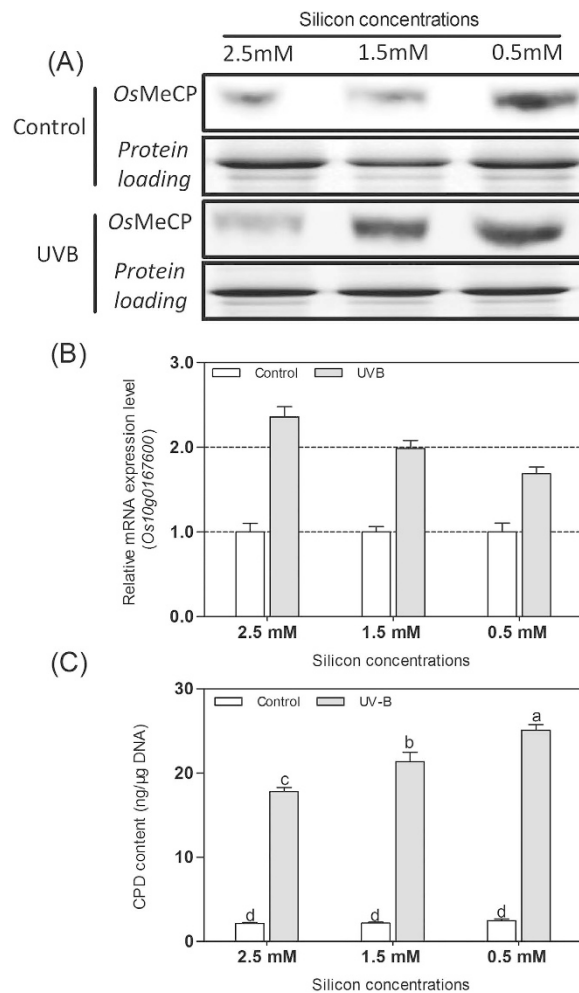 Silicon concentrations
(A) 2.5mM 1.5mM 0.5mM
OsMeCP
Control
Protein
loading
OsMeCP
UVB
Protein
loading
(B)
3.0
Control UVB
2.0
1.0
0.0
Relative mRNA expression level
(Os10g0167600)
2.5 mM 1.5 mM 0.5 mM
Silicon concentrations
(C)
30
Control UV-B
20
10
0
CPD content (ng/µg DNA)
d c d b d a
2.5 mM 1.5 mM 0.5 mM
Silicon concentrations